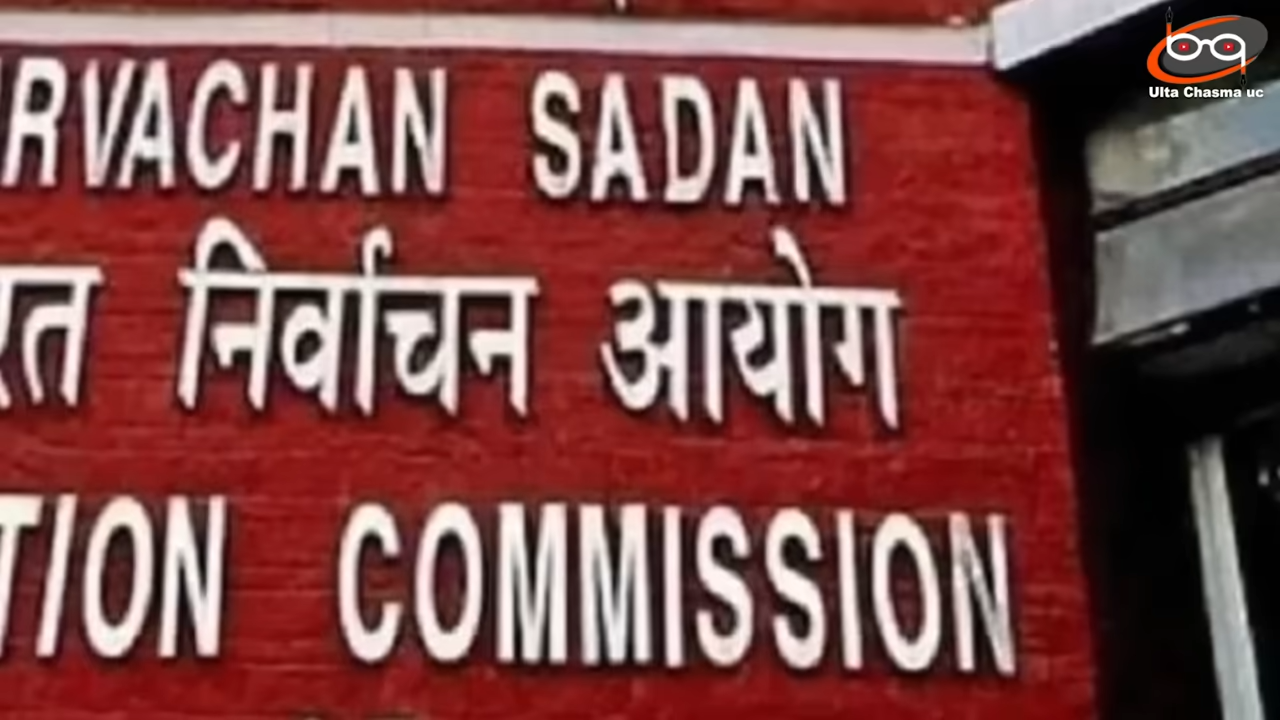 RVACHAN SADAN
रत निर्वाचन आयोग
TION COMMISSION
Ulta Chasma uc